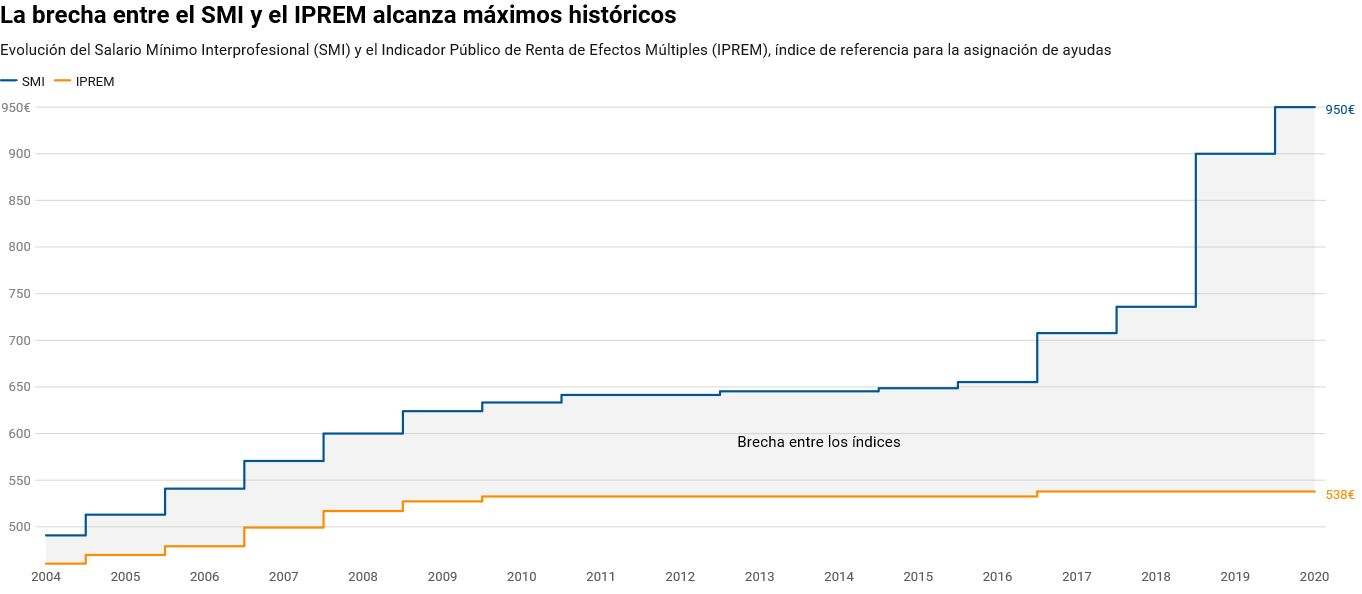 La brecha entre el SMI y el IPREM alcanza máximos históricos
Evolución del Salario Mínimo Interprofesional (SMI) y el Indicador Público de Renta de Efectos Múltiples (IPREM), índice de referencia para la asignación de ayudas
SMI IPREM
950€
950€
900
850
800
750
700
650
600
Brecha entre los índices
550
538€
500
2004 2005 2006 2007 2008 2009 2010 2011 2012 2013 2014 2015 2016 2017 2018 2019 2020